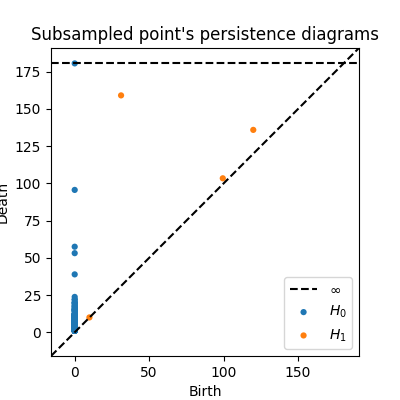 Subsampled point's persistence diagrams
175
150
125
100
75
50
25
0
Death
0
50
100
150
Birth
∞
H₀
H₁